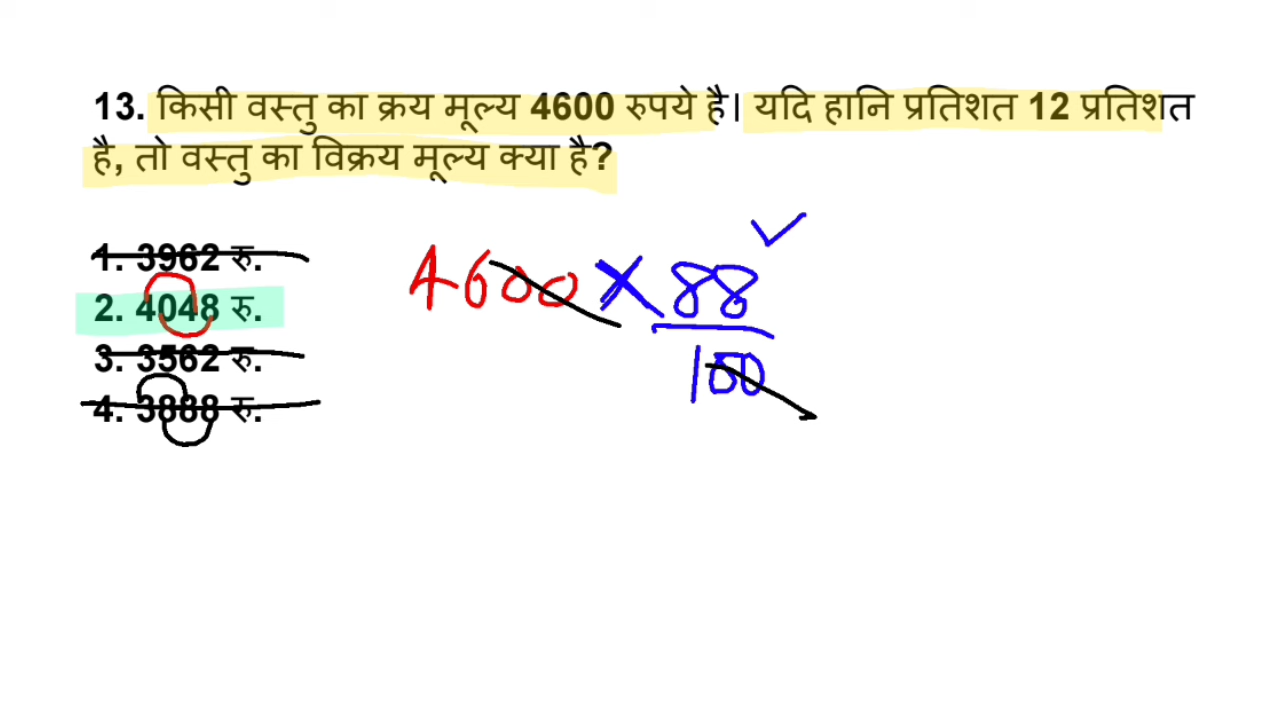 13. किसी वस्तु का क्रय मूल्य 4600 रुपये है। यदि हानि प्रतिशत 12 प्रतिशत
है, तो वस्तु का विक्रय मूल्य क्या है?
1. 3962 रु.
2. 4048 रु.
3. 3562 रु.
4. 3888 रु.
4600 × 88
100